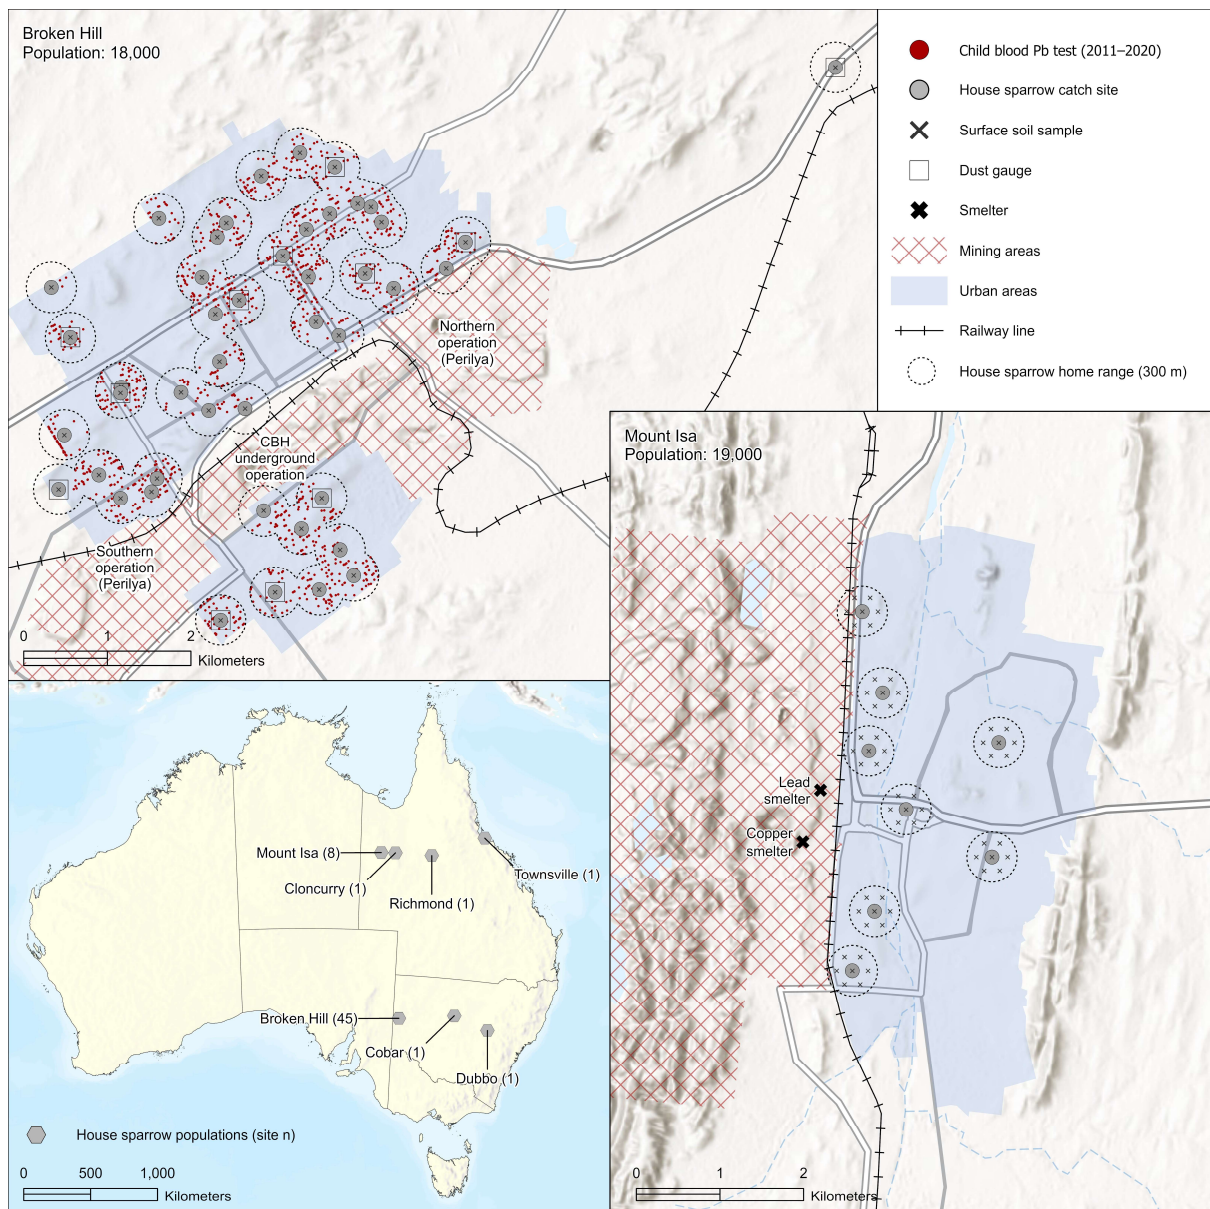 Broken Hill
Population: 18,000
Northern
operation
(Perilya)
CBH
underground
operation
Southern
operation
(Perilya)
0
1
2
Kilometers
Child blood Pb test (2011–2020)
House sparrow catch site
Surface soil sample
Dust gauge
Smelter
Mining areas
Urban areas
Railway line
House sparrow home range (300 m)
Mount Isa
Population: 19,000
Lead
smelter
Copper
smelter
0
1
2
Kilometers
Mount Isa (8)
Cloncurry (1)
Richmond (1)
Townsville (1)
Broken Hill (45)
Cobar (1)
Dubbo (1)
House sparrow populations (site n)
0
500
1,000
Kilometers